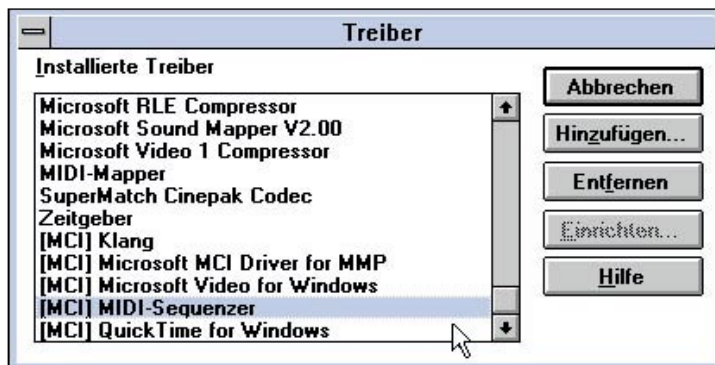 Treiber
Installierte Treiber
Microsoft RLE Compressor
Microsoft Sound Mapper V2.00
Microsoft Video 1 Compressor
MIDI-Mapper
SuperMatch Cinepak Codec
Zeitgeber
[MCI] Klang
[MCI] Microsoft MCI Driver for MMP
[MCI] Microsoft Video for Windows
[MCI] MIDI-Sequenzer
[MCI] QuickTime for Windows
Abbrechen
Hinzufügen...
Entfernen
Einrichten...
Hilfe